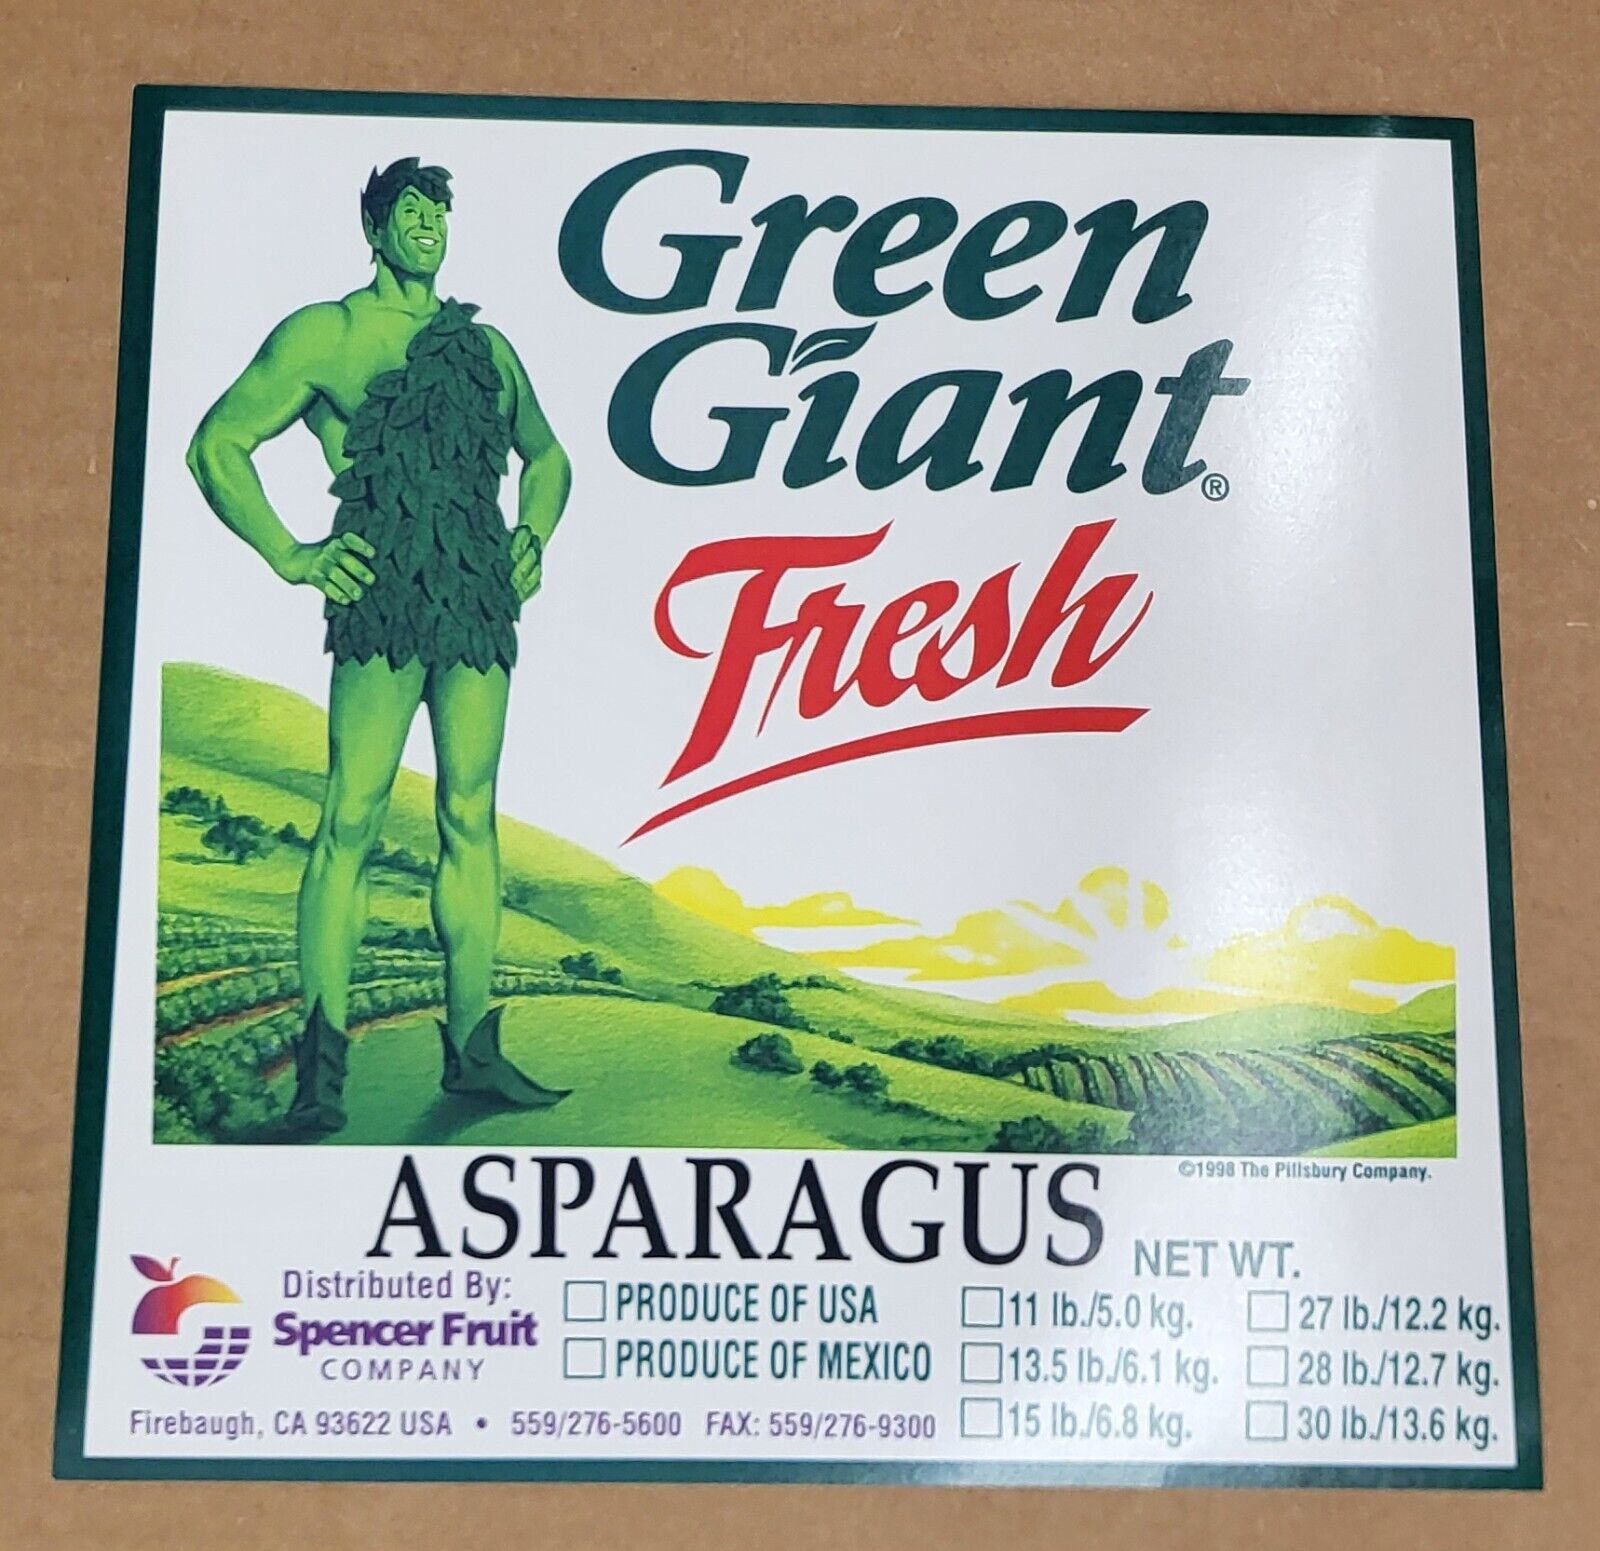 Green
Giant®
Fresh
©1998 The Pillsbury Company.
ASPARAGUS
NET WT.
Distributed By:
Spencer Fruit
COMPANY
Firebaugh, CA 93622 USA • 559/276-5600 FAX: 559/276-9300
PRODUCE OF USA
PRODUCE OF MEXICO
11 lb./5.0 kg.
13.5 lb./6.1 kg.
15 lb./6.8 kg.
27 lb./12.2 kg.
28 lb./12.7 kg.
30 lb./13.6 kg.